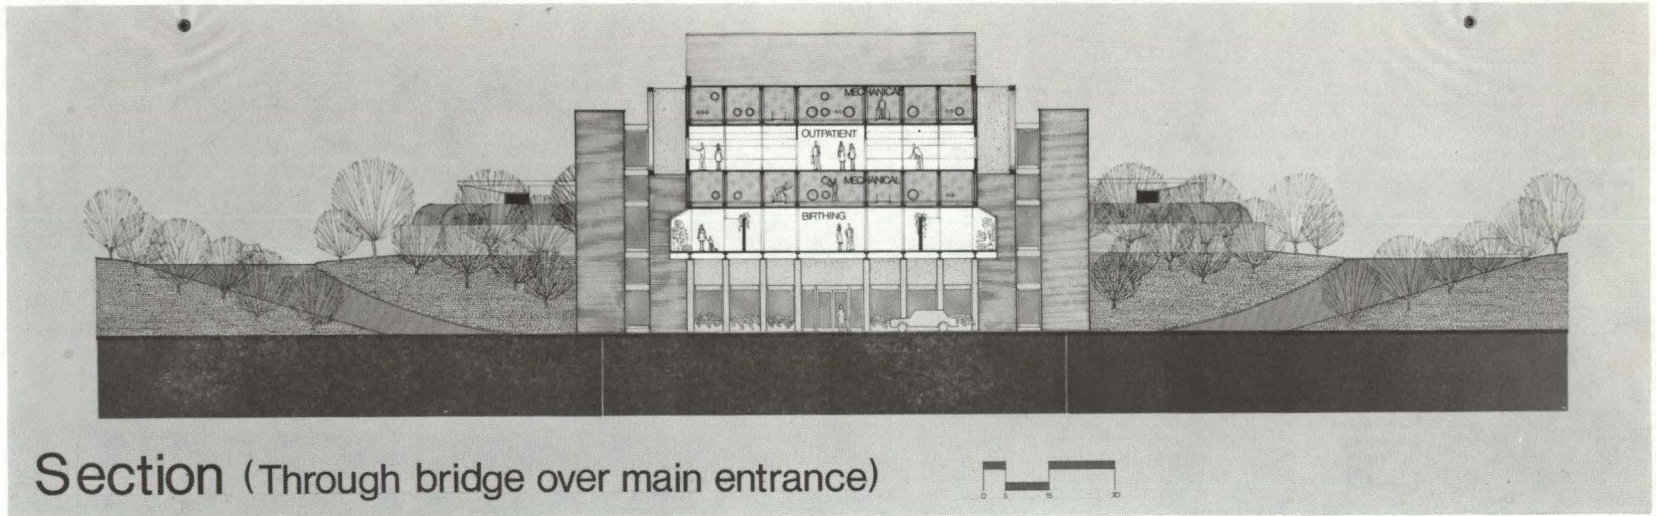 MECHANICAL
OUTPATIENT
MECHANICAL
BIRTHING
Section (Through bridge over main entrance)
0 5 15 30